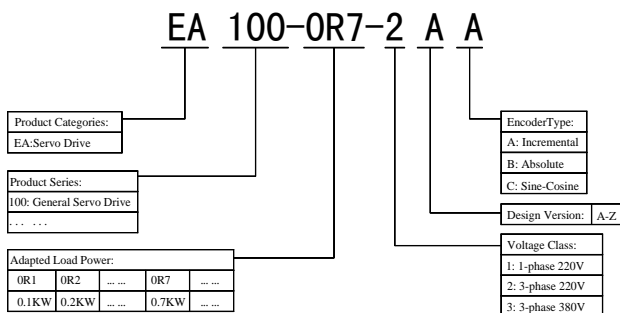 EA 100-0R7-2 A A
Product Categories:
EA:Servo Drive
Product Series:
100: General Servo Drive
... ...
Adapted Load Power:
0R1 0R2 ... ... 0R7 ... ...
0.1KW 0.2KW ... ... 0.7KW ... ...
EncoderType:
A: Incremental
B: Absolute
C: Sine-Cosine
Design Version: A-Z
Voltage Class:
1: 1-phase 220V
2: 3-phase 220V
3: 3-phase 380V